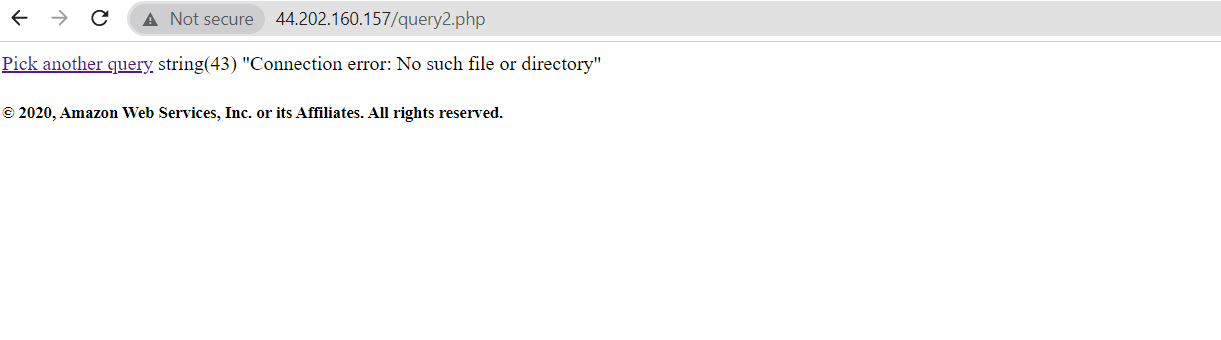 Not secure 44.202.160.157/query2.php
Pick another query string(43) "Connection error: No such file or directory"
© 2020, Amazon Web Services, Inc. or its Affiliates. All rights reserved.